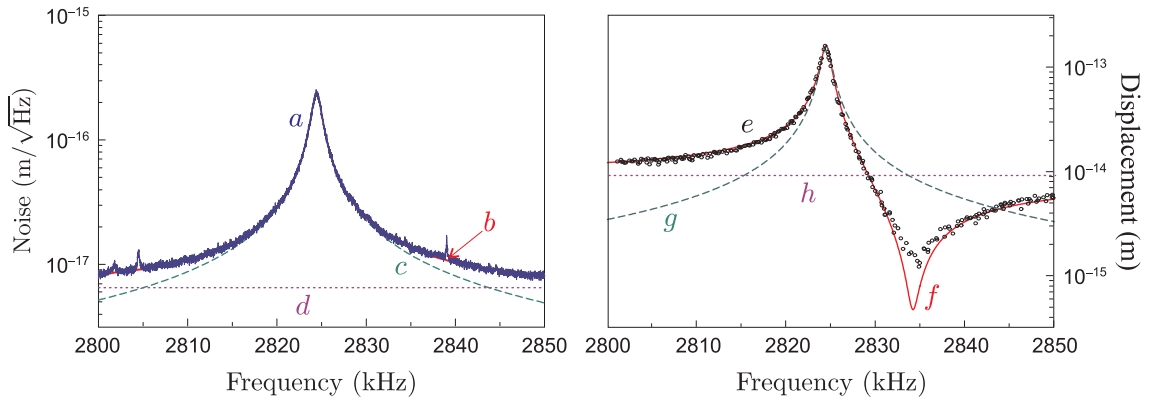 10⁻¹⁵
10⁻¹⁶
10⁻¹⁷
Noise (m/√Hz)
a
b
c
d
2800 2810 2820 2830 2840 2850
Frequency (kHz)
e
f
g
h
2800 2810 2820 2830 2840 2850
Frequency (kHz)
10⁻¹³
10⁻¹⁴
10⁻¹⁵
Displacement (m)